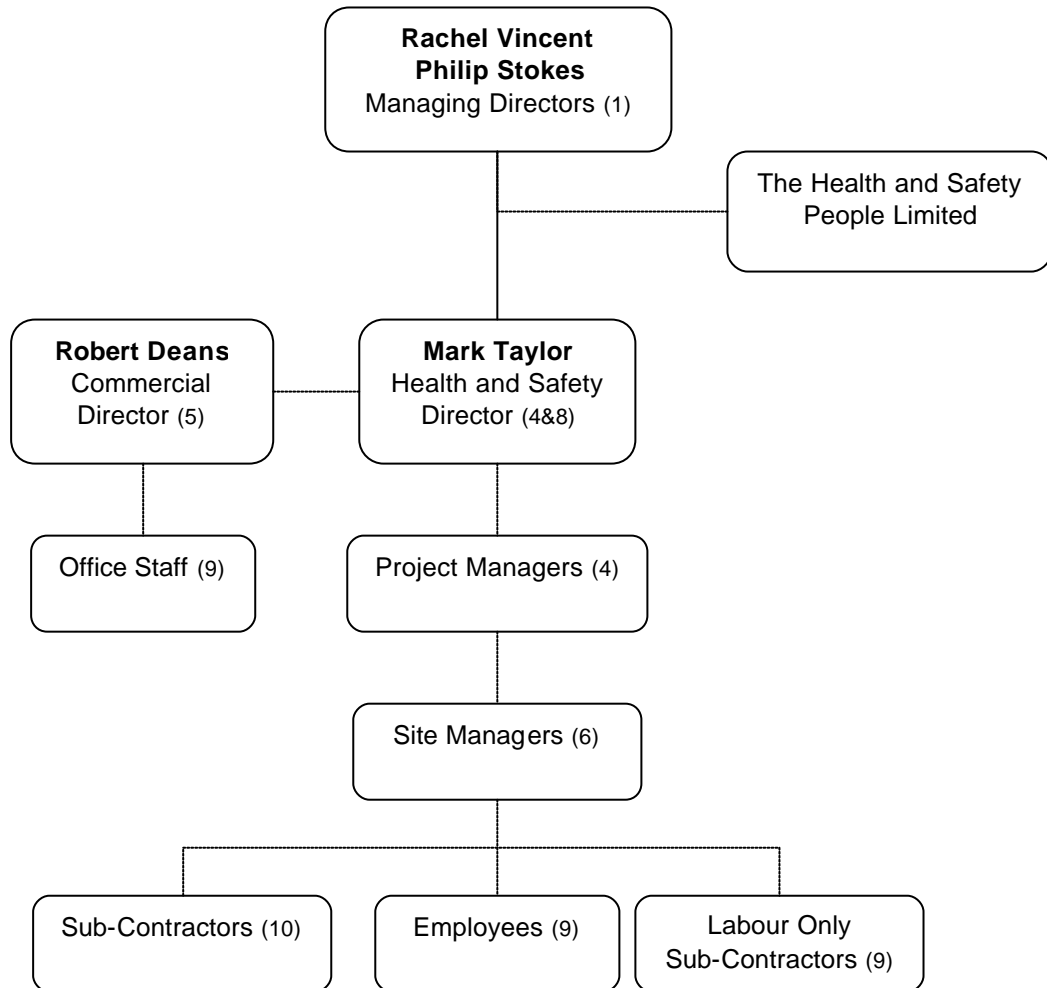 Rachel Vincent
Philip Stokes
Managing Directors (1)
The Health and Safety
People Limited
Robert Deans
Commercial
Director (5)
Mark Taylor
Health and Safety
Director (4&8)
Office Staff (9)
Project Managers (4)
Site Managers (6)
Sub-Contractors (10)
Employees (9)
Labour Only
Sub-Contractors (9)